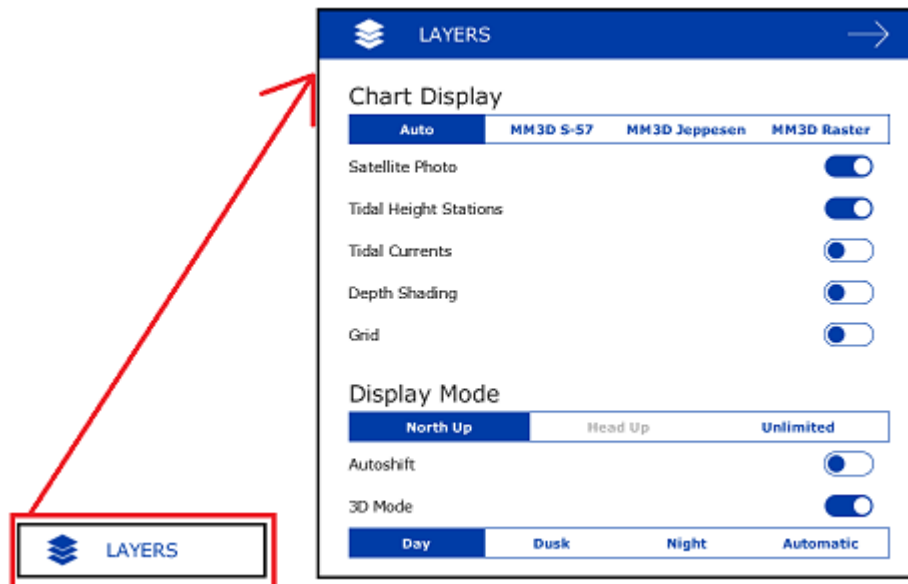 LAYERS
Chart Display
Auto MM3D S-57 MM3D Jeppesen MM3D Raster
Satellite Photo
Tidal Height Stations
Tidal Currents
Depth Shading
Grid
Display Mode
North Up Head Up Unlimited
Autoshift
3D Mode
Day Dusk Night Automatic
LAYERS